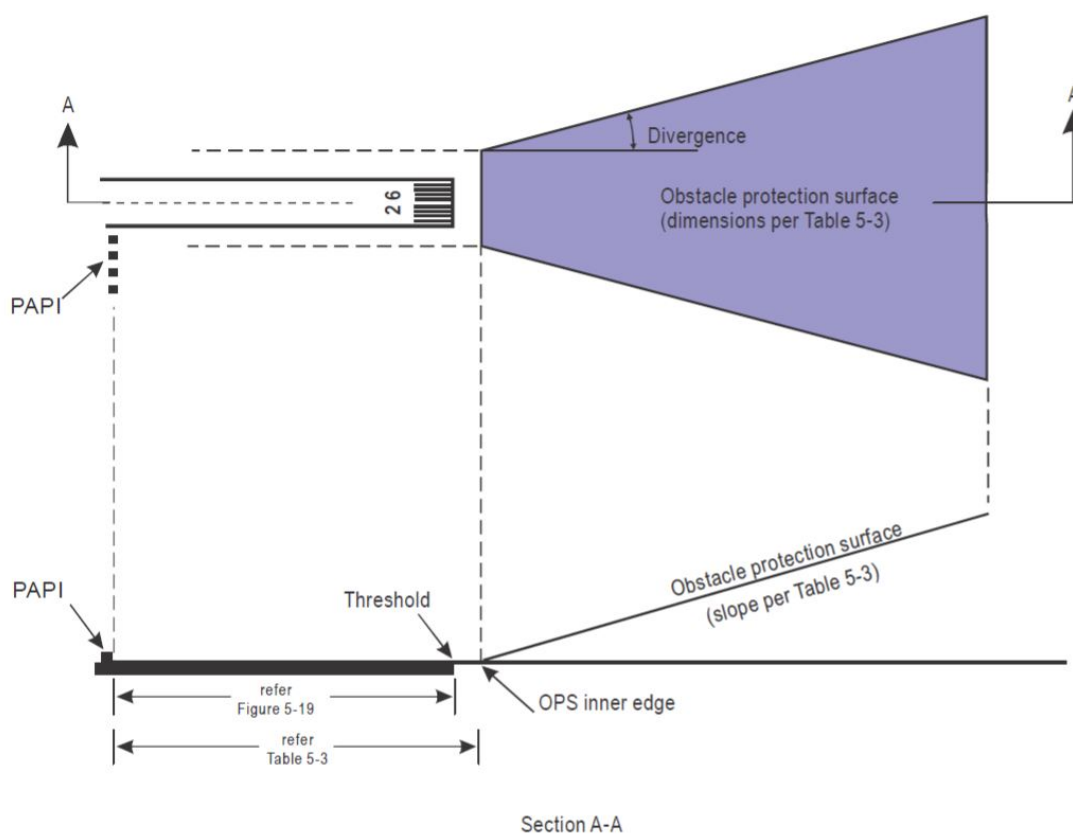 A
A
Divergence
26
Obstacle protection surface
(dimensions per Table 5-3)
PAPI
Obstacle protection surface
(slope per Table 5-3)
PAPI
Threshold
refer
Figure 5-19
OPS inner edge
refer
Table 5-3
Section A-A